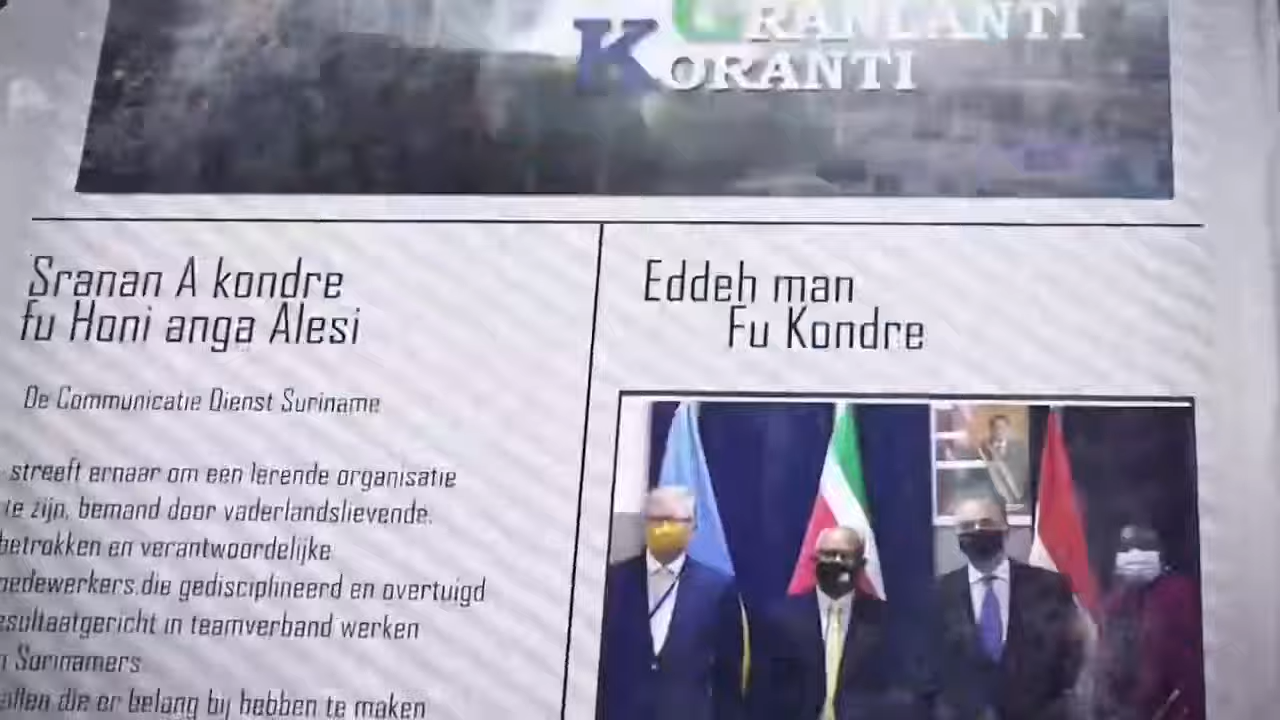 GRANLANTI
KORANTI
Sranan A kondre
fu Honi anga Alesi
De Communicatie Dienst Suriname
streeft ernaar om een lerende organisatie
te zijn, bemand door vaderlandslievende,
betrokken en verantwoordelijke
medewerkers die gedisciplineerd en overtuigd
resultaatgericht in teamverband werken
Surinamers
allen die er belang bij hebben te maken
Eddeh man
Fu Kondre